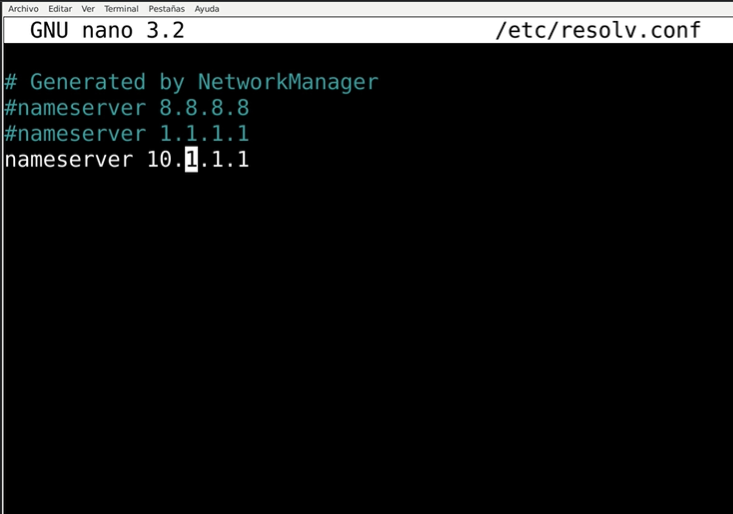 Archivo Editar Ver Terminal Pestañas Ayuda
GNU nano 3.2 /etc/resolv.conf
# Generated by NetworkManager
#nameserver 8.8.8.8
#nameserver 1.1.1.1
nameserver 10.1.1.1